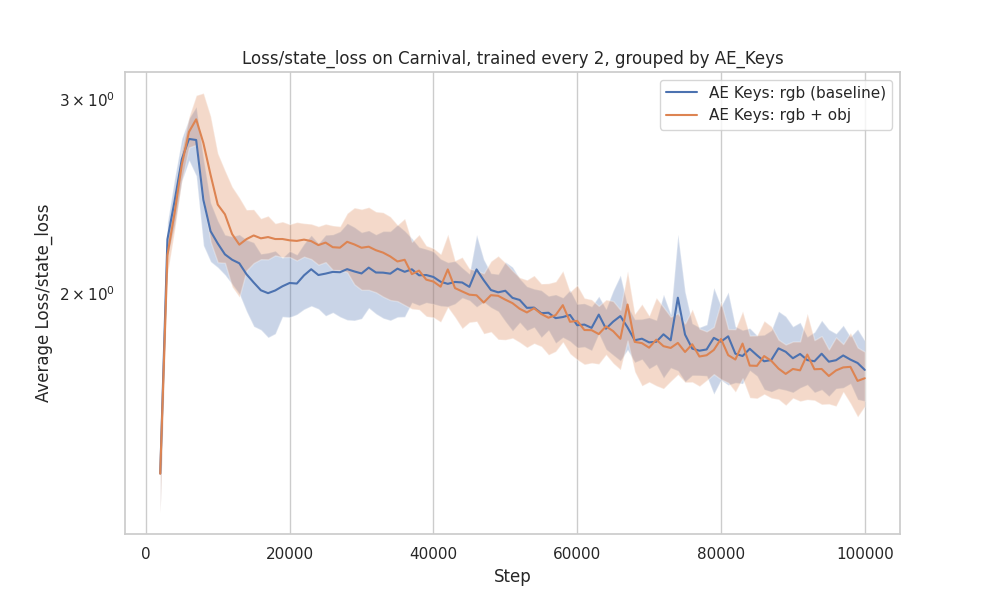 Loss/state_loss on Carnival, trained every 2, grouped by AE_Keys
AE Keys: rgb (baseline)
AE Keys: rgb + obj
Average Loss/state_loss
3 × 10⁰
2 × 10⁰
0 20000 40000 60000 80000 100000
Step